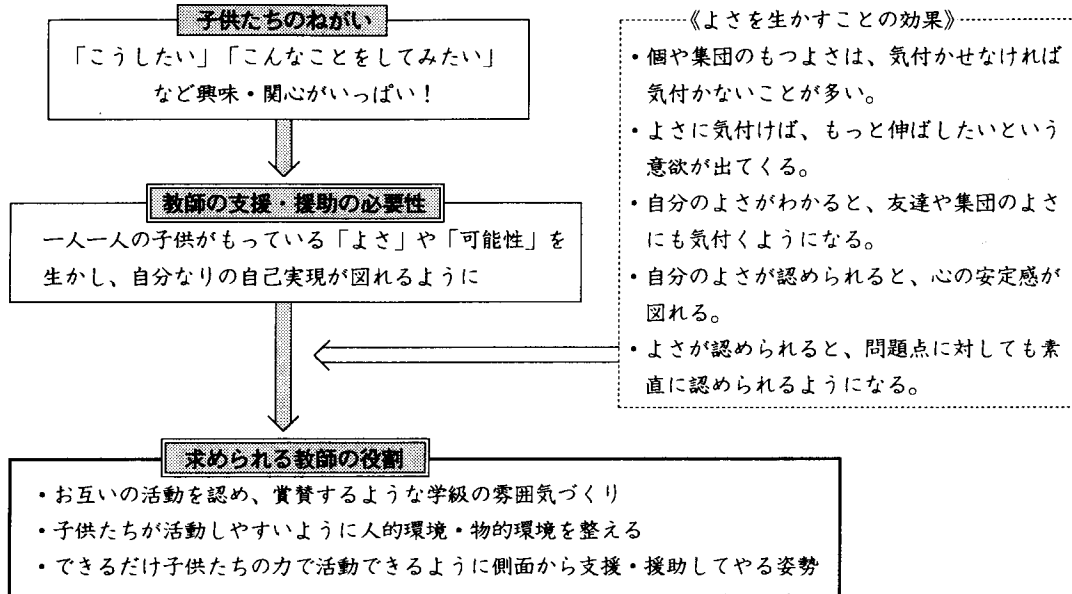 子供たちのねがい
「こうしたい」「こんなことをしてみたい」
など興味・関心がいっぱい！
教師の支援・援助の必要性
一人一人の子供がもっている「よさ」や「可能性」を
生かし、自分なりの自己実現が図れるように
《よさを生かすことの効果》
・個や集団のもつよさは、気付かせなければ
気付かないことが多い。
・よさに気付けば、もっと伸ばしたいという
意欲が出てくる。
・自分のよさがわかると、友達や集団のよさ
にも気付くようになる。
・自分のよさが認められると、心の安定感が
図れる。
・よさが認められると、問題点に対しても素
直に認められるようになる。
求められる教師の役割
・お互いの活動を認め、賞賛するような学級の雰囲気づくり
・子供たちが活動しやすいように人的環境・物的環境を整える
・できるだけ子供たちの力で活動できるように側面から支援・援助してやる姿勢